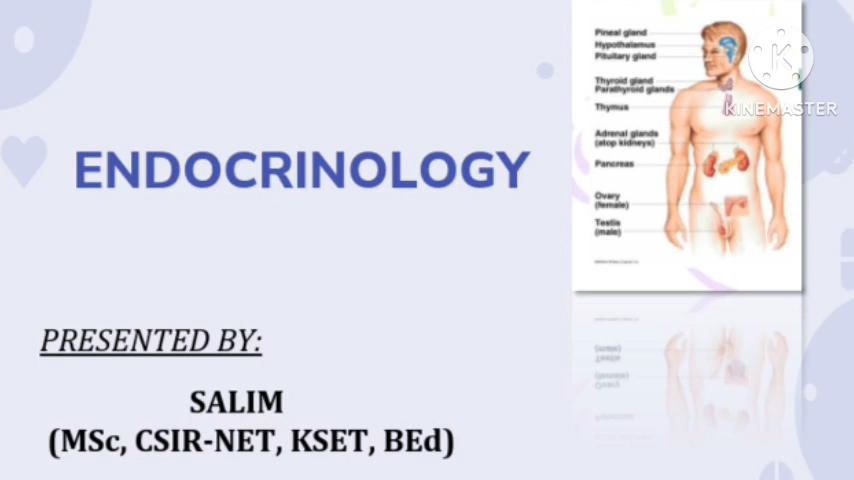 ENDOCRINOLOGY
PRESENTED BY:
SALIM
(MSc, CSIR-NET, KSET, BEd)
Pineal gland
Hypothalamus
Pituitary gland
Thyroid gland
Parathyroid glands
Thymus
Adrenal glands
(atop kidneys)
Pancreas
Ovary
(female)
Testis
(male)
K
KINEMASTER